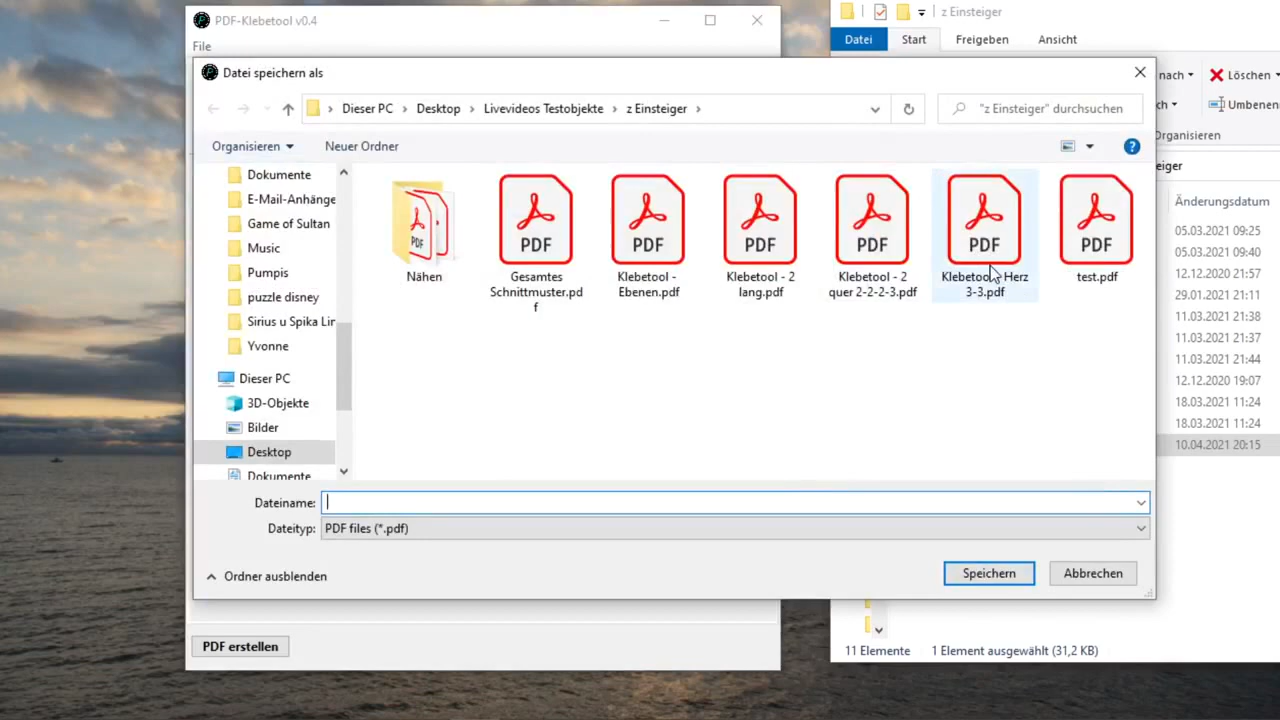 PDF-Klebetool v0.4
File
z Einsteiger
Datei
Start
Freigeben
Ansicht
nach
Löschen
Umbenen
Organisieren
Datei speichern als
Dieser PC
Desktop
Livevideos Testobjekte
z Einsteiger
"z Einsteiger" durchsuchen
Organisieren
Neuer Ordner
Dokumente
E-Mail-Anhänge
Game of Sultan
Music
Pumpis
puzzle disney
Sirius u Spika Lin
Yvonne
Dieser PC
3D-Objekte
Bilder
Desktop
Dokumente
PDF
Nähen
PDF
Gesamtes
Schnittmuster.pd
f
PDF
Klebetool -
Ebenen.pdf
PDF
Klebetool - 2
lang.pdf
PDF
Klebetool - 2
quer 2-2-2-3.pdf
PDF
Klebetool - Herz
3-3.pdf
PDF
test.pdf
Änderungsdatum
05.03.2021 09:25
05.03.2021 09:40
12.12.2020 21:57
29.01.2021 21:11
11.03.2021 21:38
11.03.2021 21:37
11.03.2021 21:44
12.12.2020 19:07
18.03.2021 11:24
18.03.2021 11:24
10.04.2021 20:15
Dateiname:
Dateityp:
PDF files (*.pdf)
Ordner ausblenden
Speichern
Abbrechen
PDF erstellen
11 Elemente
1 Element ausgewählt (31,2 KB)